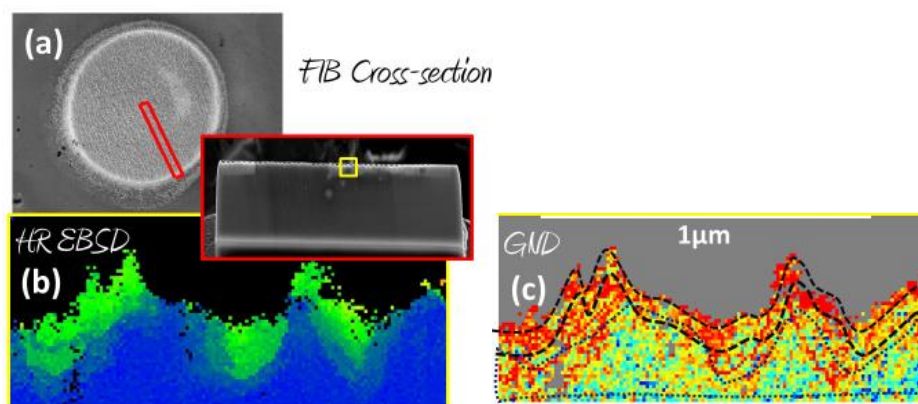 (a)
FIB Cross-section
HR EBSD
(b)
GND
1µm
(c)